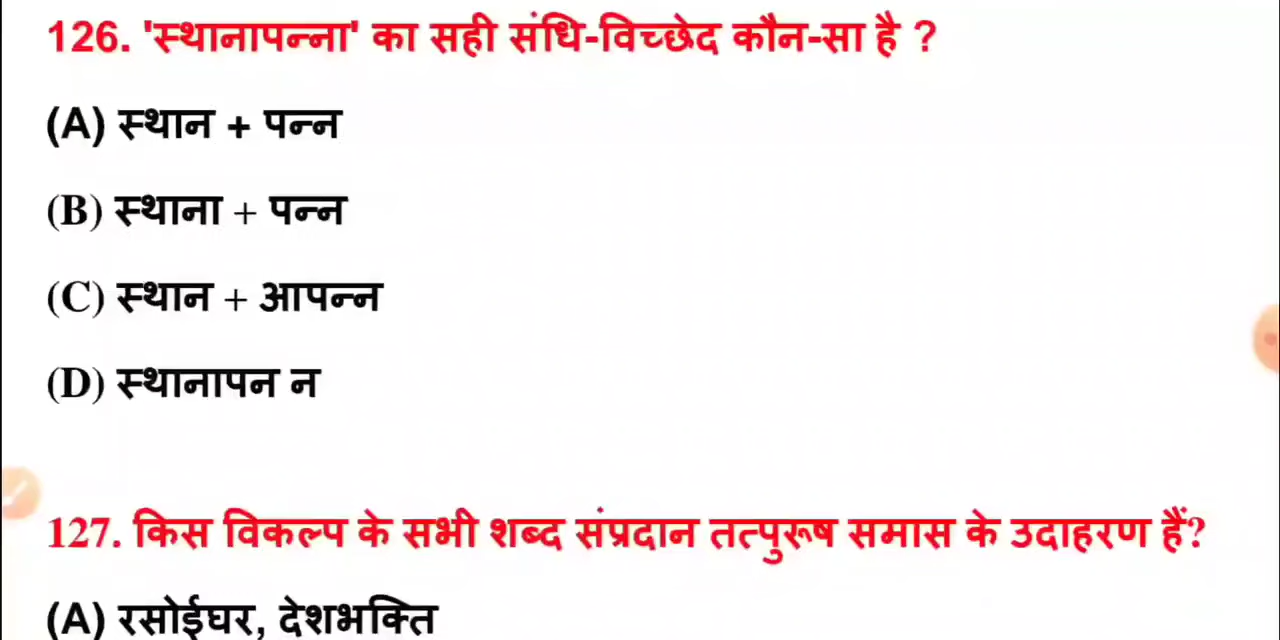 126. 'स्थानापन्ना' का सही संधि-विच्छेद कौन-सा है ?
(A) स्थान + पन्न
(B) स्थाना + पन्न
(C) स्थान + आपन्न
(D) स्थानापन न
127. किस विकल्प के सभी शब्द संप्रदान तत्पुरूष समास के उदाहरण हैं?
(A) रसोईघर, देशभक्ति